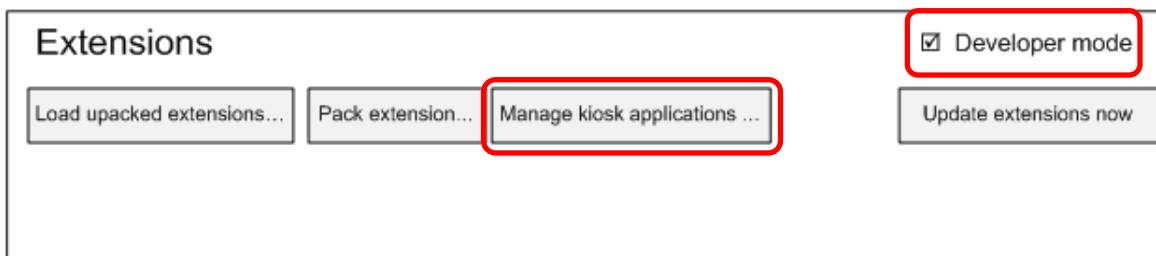 Extensions
☑ Developer mode
Load upacked extensions...
Pack extension...
Manage kiosk applications ...
Update extensions now